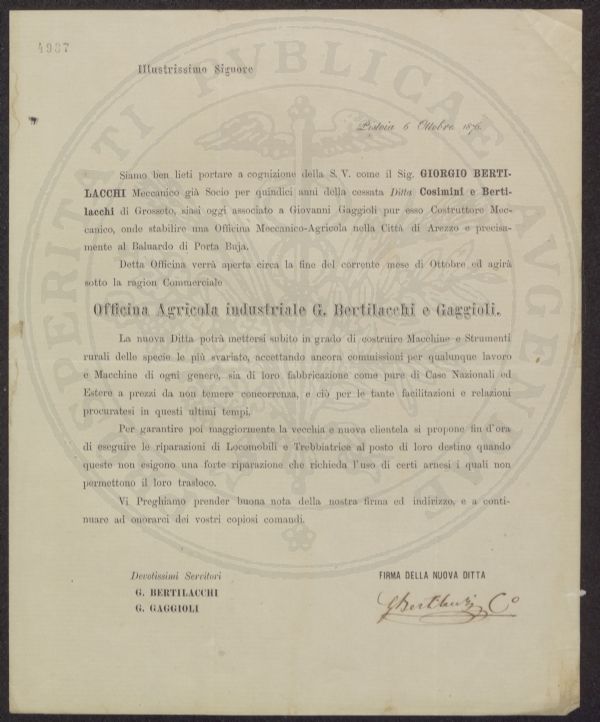 4937
Illustrissimo Signore
Pistoia 6 Ottobre 1876.
Siamo ben lieti portare a cognizione della S. V. come il Sig. GIORGIO BERTI-
LACCHI Meccanico già Socio per quindici anni della cessata Ditta Cosimini e Berti-
lacchi di Grosseto, siasi oggi associato a Giovanni Gaggioli pur esso Costruttore Mec-
canico, onde stabilire una Officina Meccanico-Agricola nella Città di Arezzo e precisa-
mente al Baluardo di Porta Buja.
Detta Officina verrà aperta circa la fine del corrente mese di Ottobre ed agirà
sotto la ragion Commerciale
Officina Agricola industriale G. Bertilacchi e Gaggioli.
La nuova Ditta potrà mettersi subito in grado di costruire Macchine e Strumenti
rurali delle specie le più svariate, accettando ancora commissioni per qualunque lavoro
e Macchine di ogni genere, sia di loro fabbricazione come pure di Case Nazionali ed
Estere a prezzi da non temere concorrenza, e ciò per le tante facilitazioni e relazioni
procuratesi in questi ultimi tempi.
Per garantire poi maggiormente la vecchia e nuova clientela si propone fin d'ora
di eseguire le riparazioni di Locomobili e Trebbiatrice al posto di loro destino quando
queste non esigono una forte riparazione che richieda l'uso di certi arnesi i quali non
permettono il loro trasloco.
Vi Preghiamo prender buona nota della nostra firma ed indirizzo, e a conti-
nuare ad onorarci dei vostri copiosi comandi.
Devotissimi Servitori
G. BERTILACCHI
G. GAGGIOLI
FIRMA DELLA NUOVA DITTA
PROSPERITATI PUBLICAE AUGENDAE